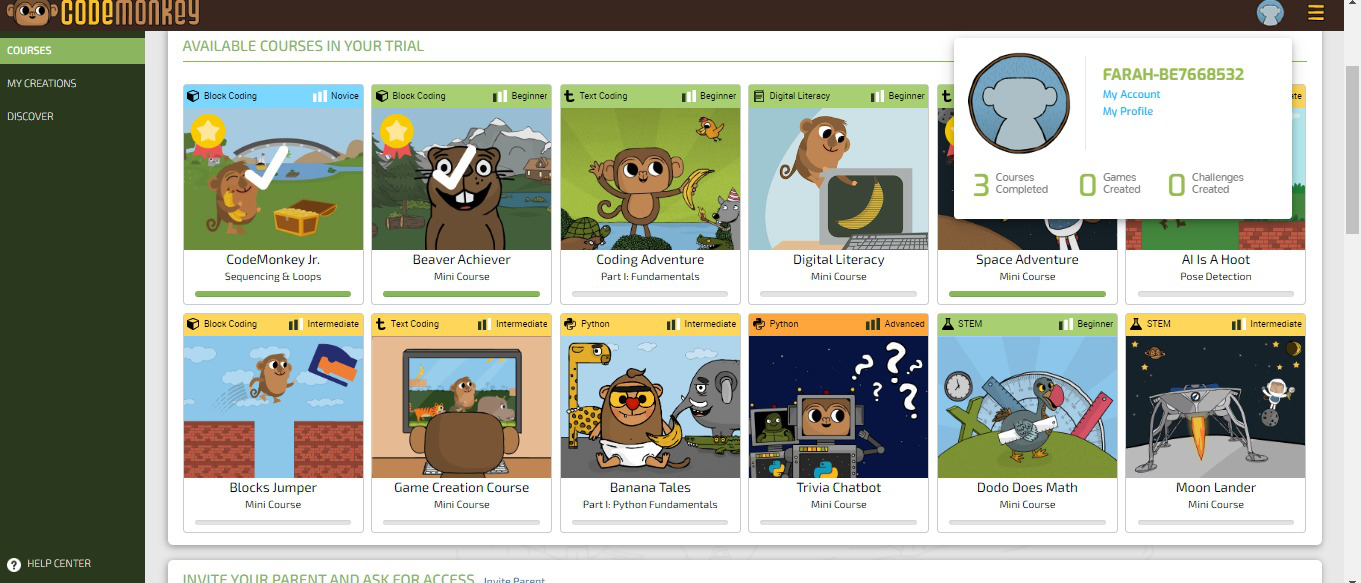 CODEmonkey
COURSES
MY CREATIONS
DISCOVER
HELP CENTER
AVAILABLE COURSES IN YOUR TRIAL
FARAH-BE7668532
My Account
My Profile
3 Courses Completed
0 Games Created
0 Challenges Created
Block Coding Novice
CodeMonkey Jr.
Sequencing & Loops
Block Coding Beginner
Beaver Achiever
Mini Course
Text Coding Beginner
Coding Adventure
Part I: Fundamentals
Digital Literacy Beginner
Digital Literacy
Mini Course
Space Adventure
Mini Course
AI Is A Hoot
Pose Detection
Block Coding Intermediate
Blocks Jumper
Mini Course
Text Coding Intermediate
Game Creation Course
Mini Course
Python Intermediate
Banana Tales
Part I: Python Fundamentals
Python Advanced
Trivia Chatbot
Mini Course
STEM Beginner
Dodo Does Math
Mini Course
STEM Intermediate
Moon Lander
Mini Course
INVITE YOUR PARENT AND ASK FOR ACCESS Invite Parent